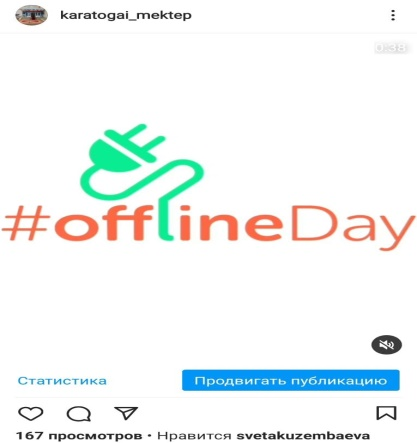 karatogai_mektep
0:38
#offlineDay
Статистика
Продвигать публикацию
167 просмотров • Нравится svetakuzembaeva